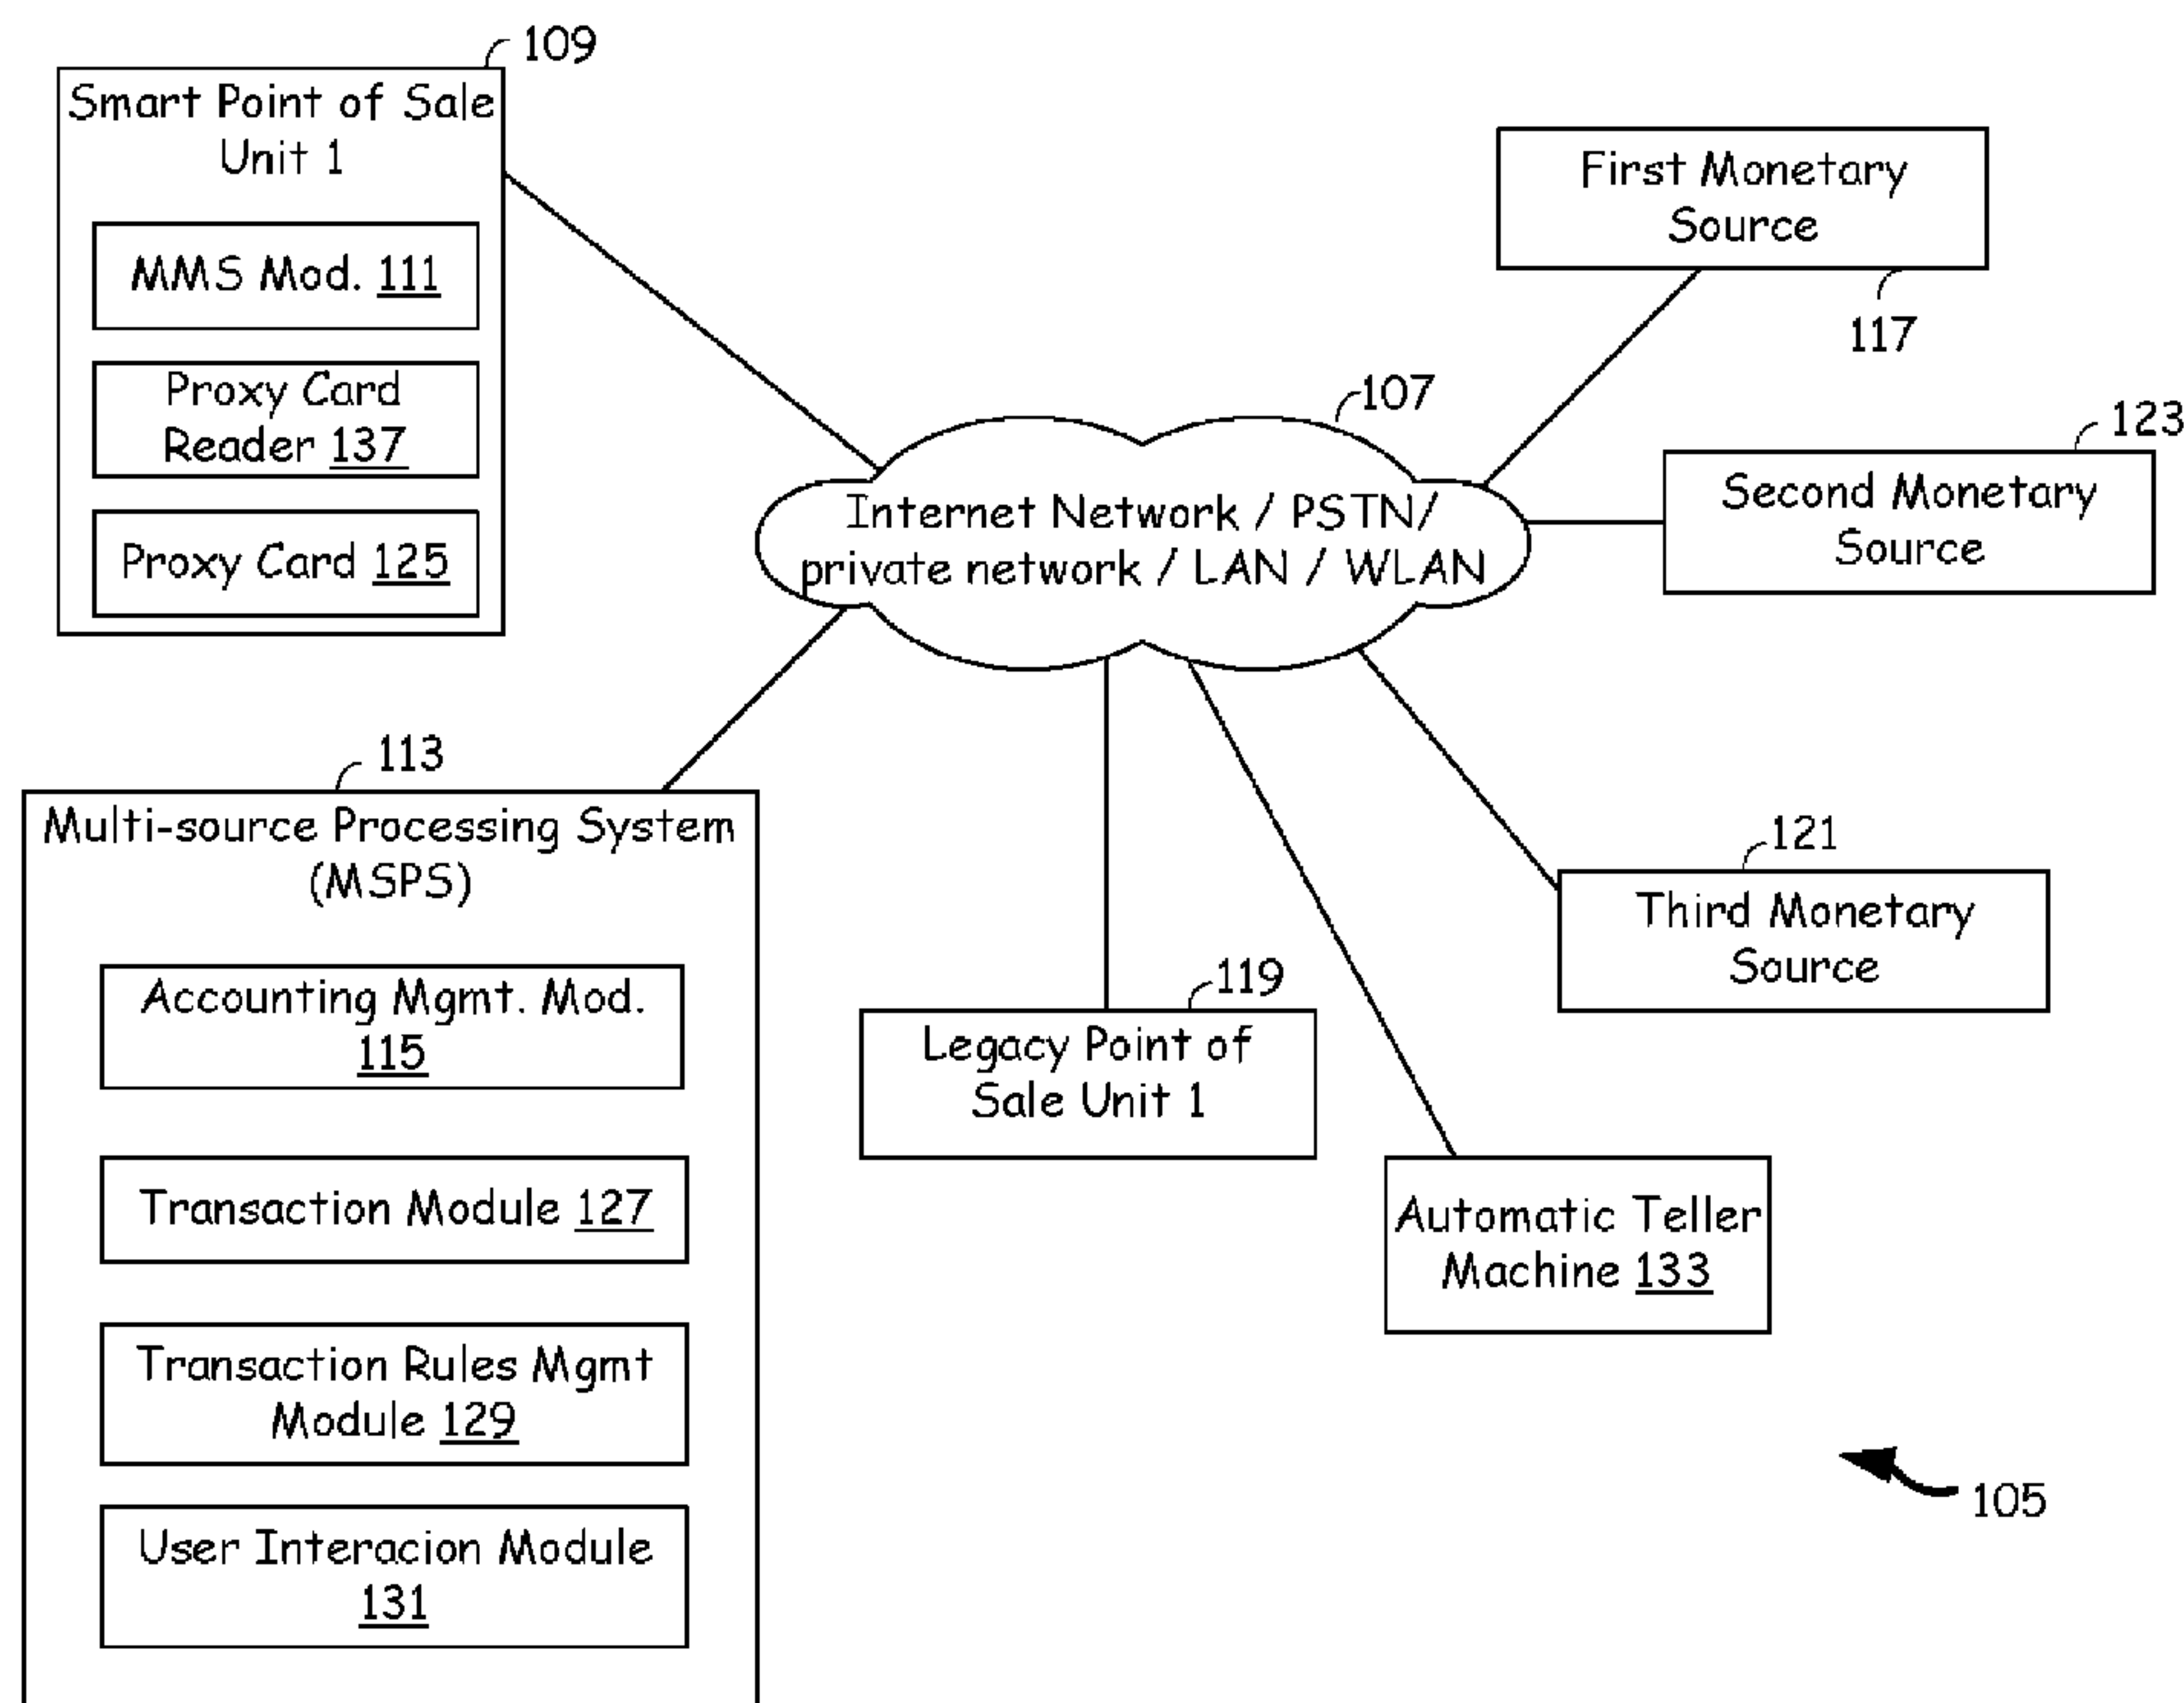 109
Smart Point of Sale
Unit 1
MMS Mod. 111
Proxy Card
Reader 137
Proxy Card 125
First Monetary
Source
117
107
Internet Network / PSTN/
private network / LAN / WLAN
123
Second Monetary
Source
113
Multi-source Processing System
(MSPS)
Accounting Mgmt. Mod.
115
Transaction Module 127
Transaction Rules Mgmt
Module 129
User Interacion Module
131
119
Legacy Point of
Sale Unit 1
Automatic Teller
Machine 133
121
Third Monetary
Source
105